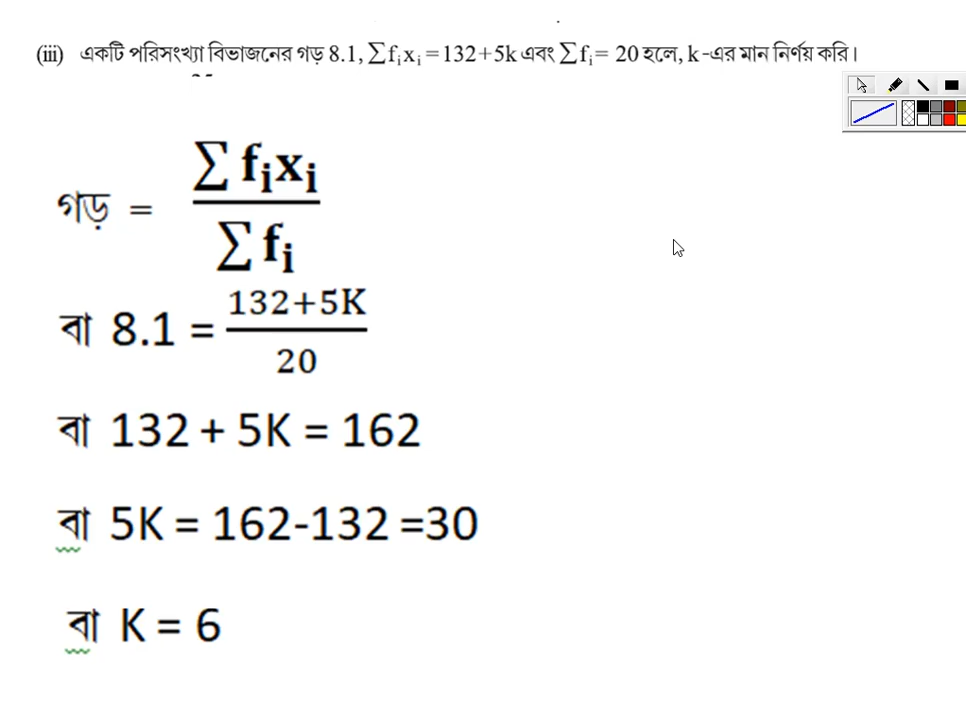 (iii) একটি পরিসংখ্যা বিভাজনের গড় 8.1, ∑fᵢxᵢ = 132+5k এবং ∑fᵢ = 20 হলে, k-এর মান নির্ণয় করি।
গড় = ∑ fᵢxᵢ / ∑ fᵢ
বা 8.1 = 132+5K / 20
বা 132 + 5K = 162
বা 5K = 162-132 =30
বা K = 6